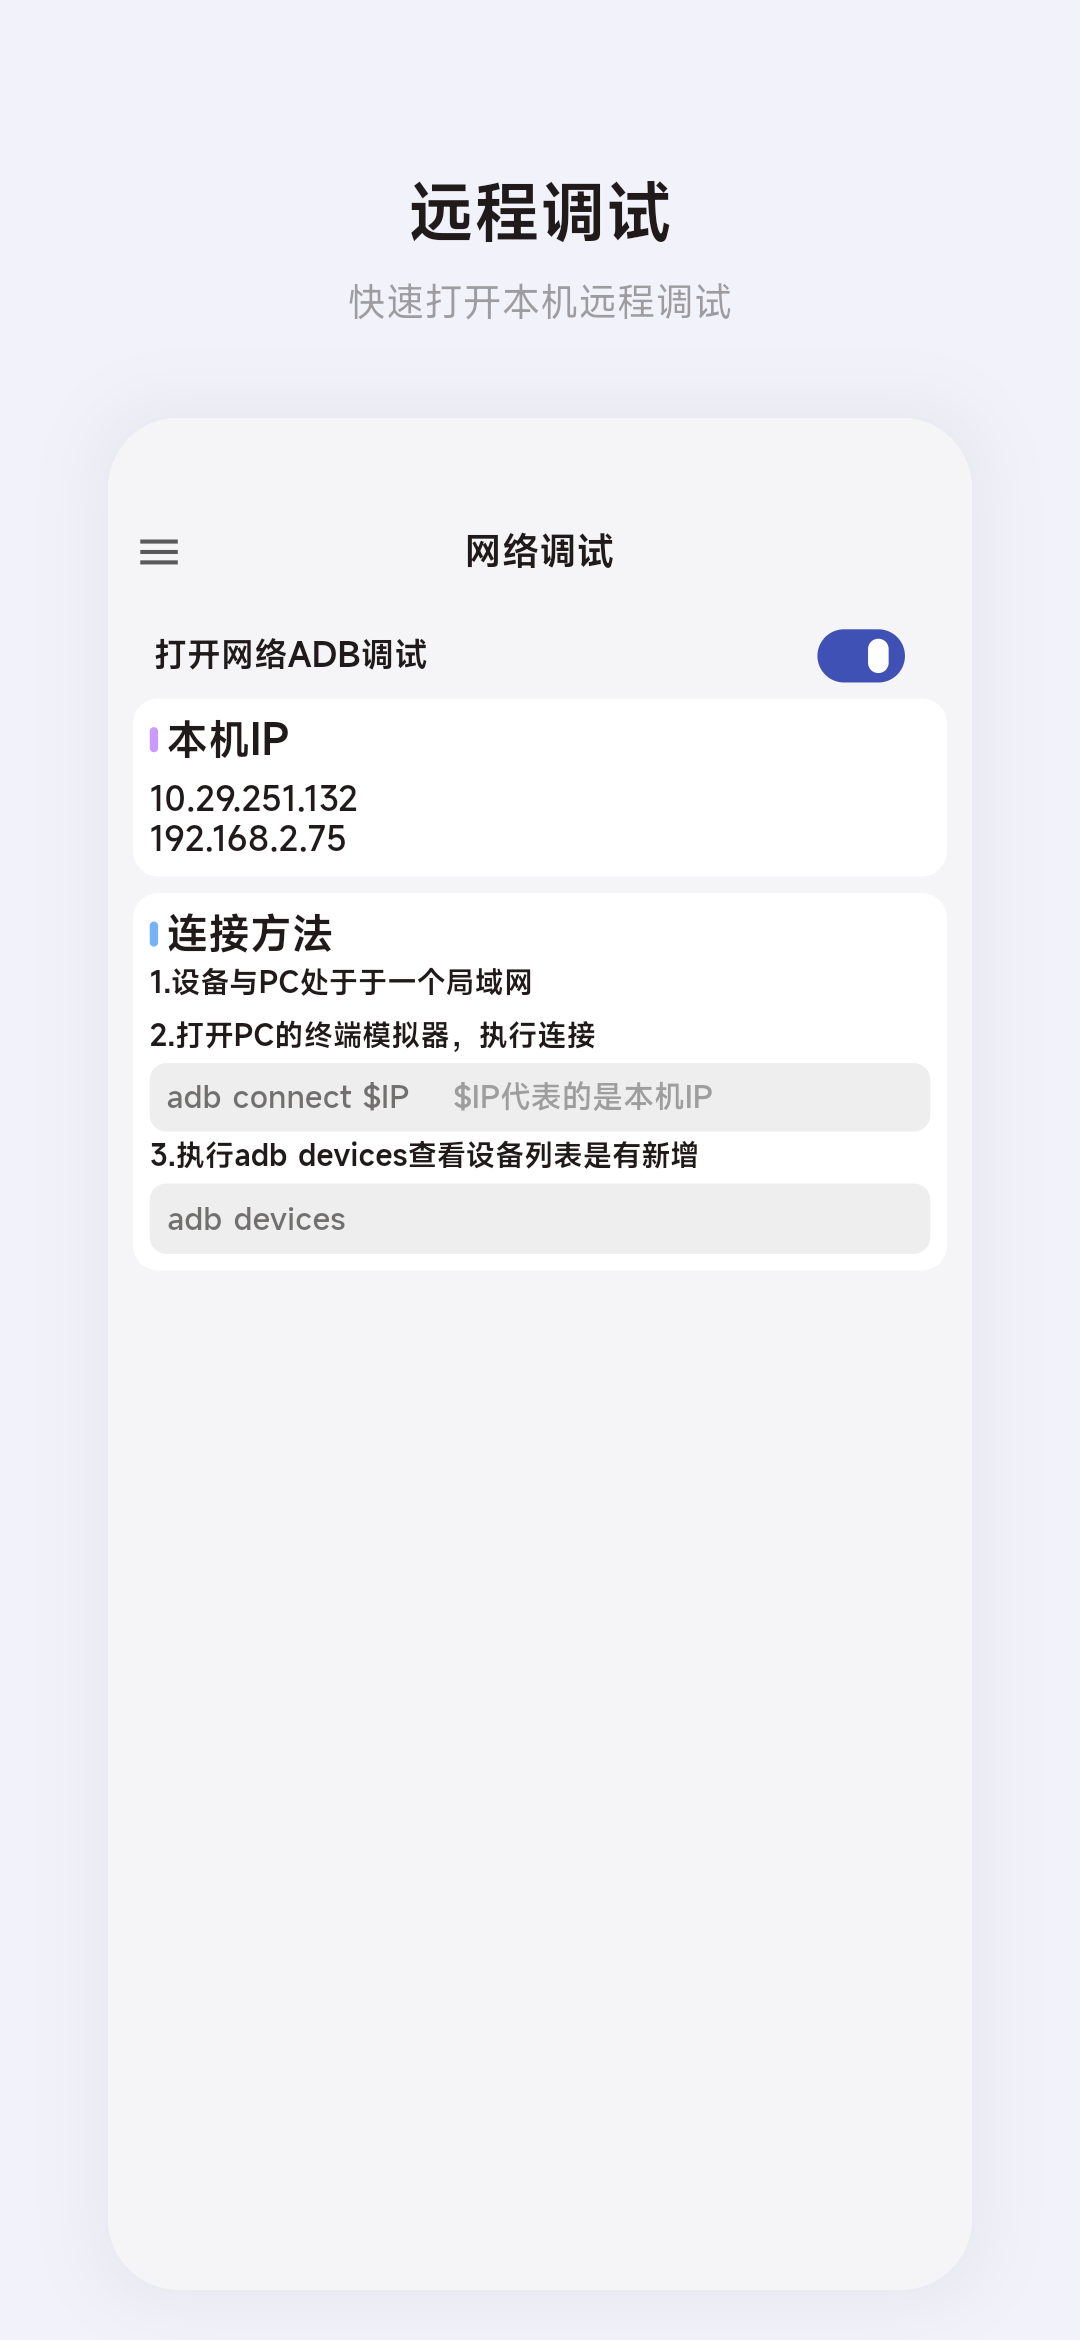 远程调试
快速打开本机远程调试
网络调试
打开网络ADB调试
本机IP
10.29.251.132
192.168.2.75
连接方法
1.设备与PC处于于一个局域网
2.打开PC的终端模拟器，执行连接
adb connect $IP $IP代表的是本机IP
3.执行adb devices查看设备列表是有新增
adb devices